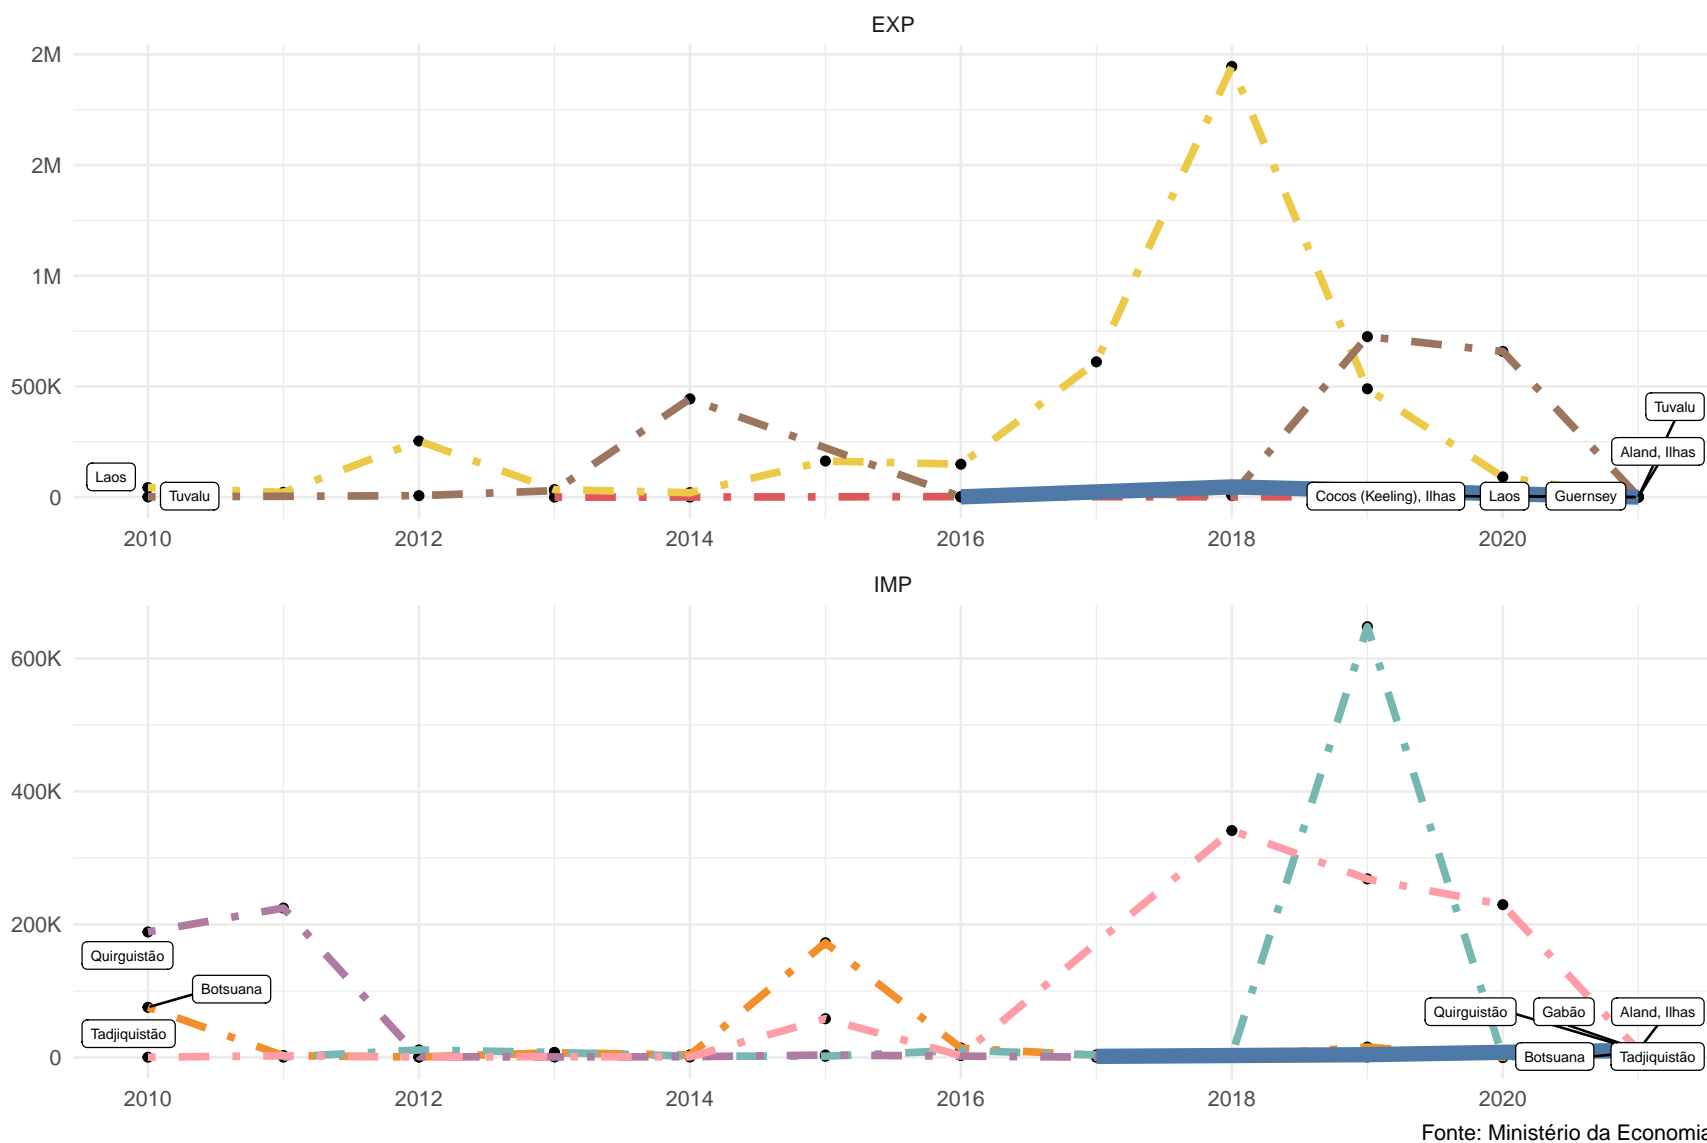 EXP
2M
2M
1M
500K
0
Laos
Tuvalu
Tuvalu
Aland, Ilhas
Cocos (Keeling), Ilhas
Laos
Guernsey
2010
2012
2014
2016
2018
2020
IMP
600K
400K
200K
0
Quirguistão
Botsuana
Tadjiquistão
Quirguistão
Gabão
Aland, Ilhas
Botsuana
Tadjiquistão
2010
2012
2014
2016
2018
2020
Fonte: Ministério da Economia